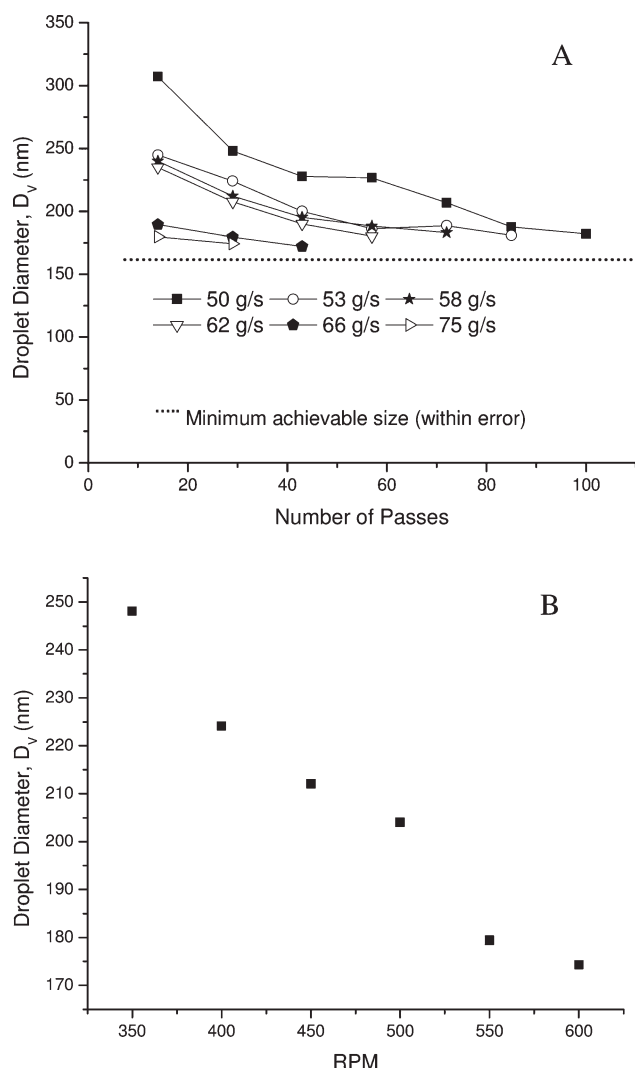 A
350
300
250
200
150
100
50
0
Droplet Diameter, Dv (nm)
50 g/s 53 g/s 58 g/s
62 g/s 66 g/s 75 g/s
Minimum achievable size (within error)
0 20 40 60 80 100
Number of Passes
B
250
240
230
220
210
200
190
180
170
Droplet Diameter, Dv (nm)
350 400 450 500 550 600
RPM